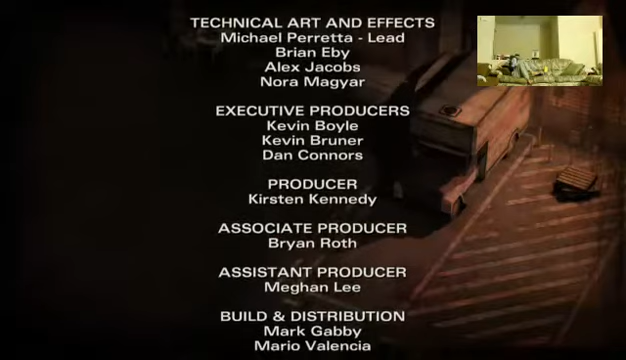 TECHNICAL ART AND EFFECTS
Michael Perretta - Lead
Brian Eby
Alex Jacobs
Nora Magyar
EXECUTIVE PRODUCERS
Kevin Boyle
Kevin Bruner
Dan Connors
PRODUCER
Kirsten Kennedy
ASSOCIATE PRODUCER
Bryan Roth
ASSISTANT PRODUCER
Meghan Lee
BUILD & DISTRIBUTION
Mark Gabby
Mario Valencia